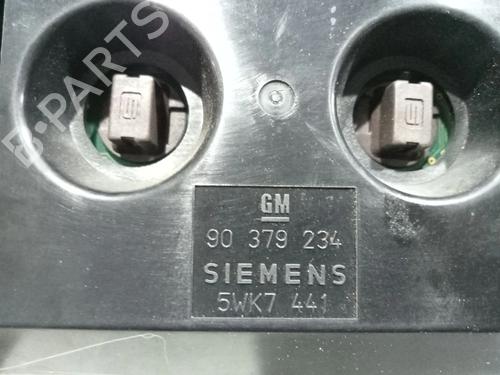 B-PARTS
GM
90 379 234
SIEMENS
5WK7 441